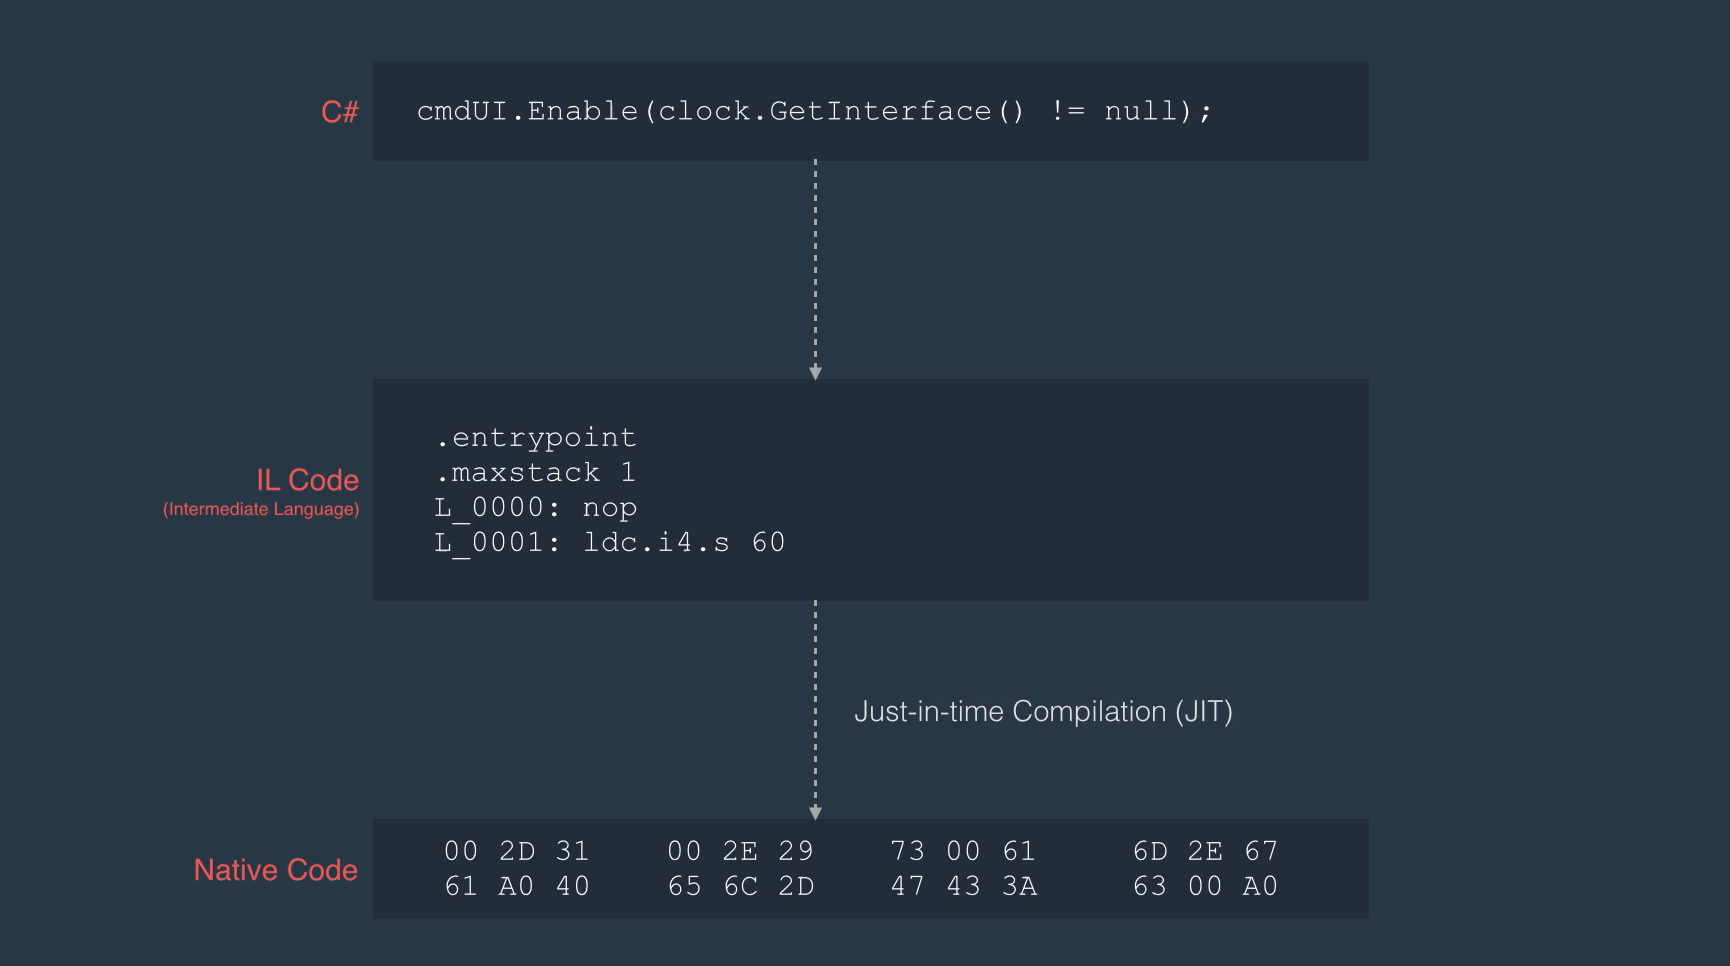 C#
cmdUI.Enable(clock.GetInterface() != null);
.entrypoint
.maxstack 1
IL Code
L_0000: nop
(Intermediate Language)
L_0001: ldc.i4.s 60
Just-in-time Compilation (JIT)
00 2D 31 00 2E 29 73 00 61 6D 2E 67
Native Code
61 A0 40 65 6C 2D 47 43 3A 63 00 A0